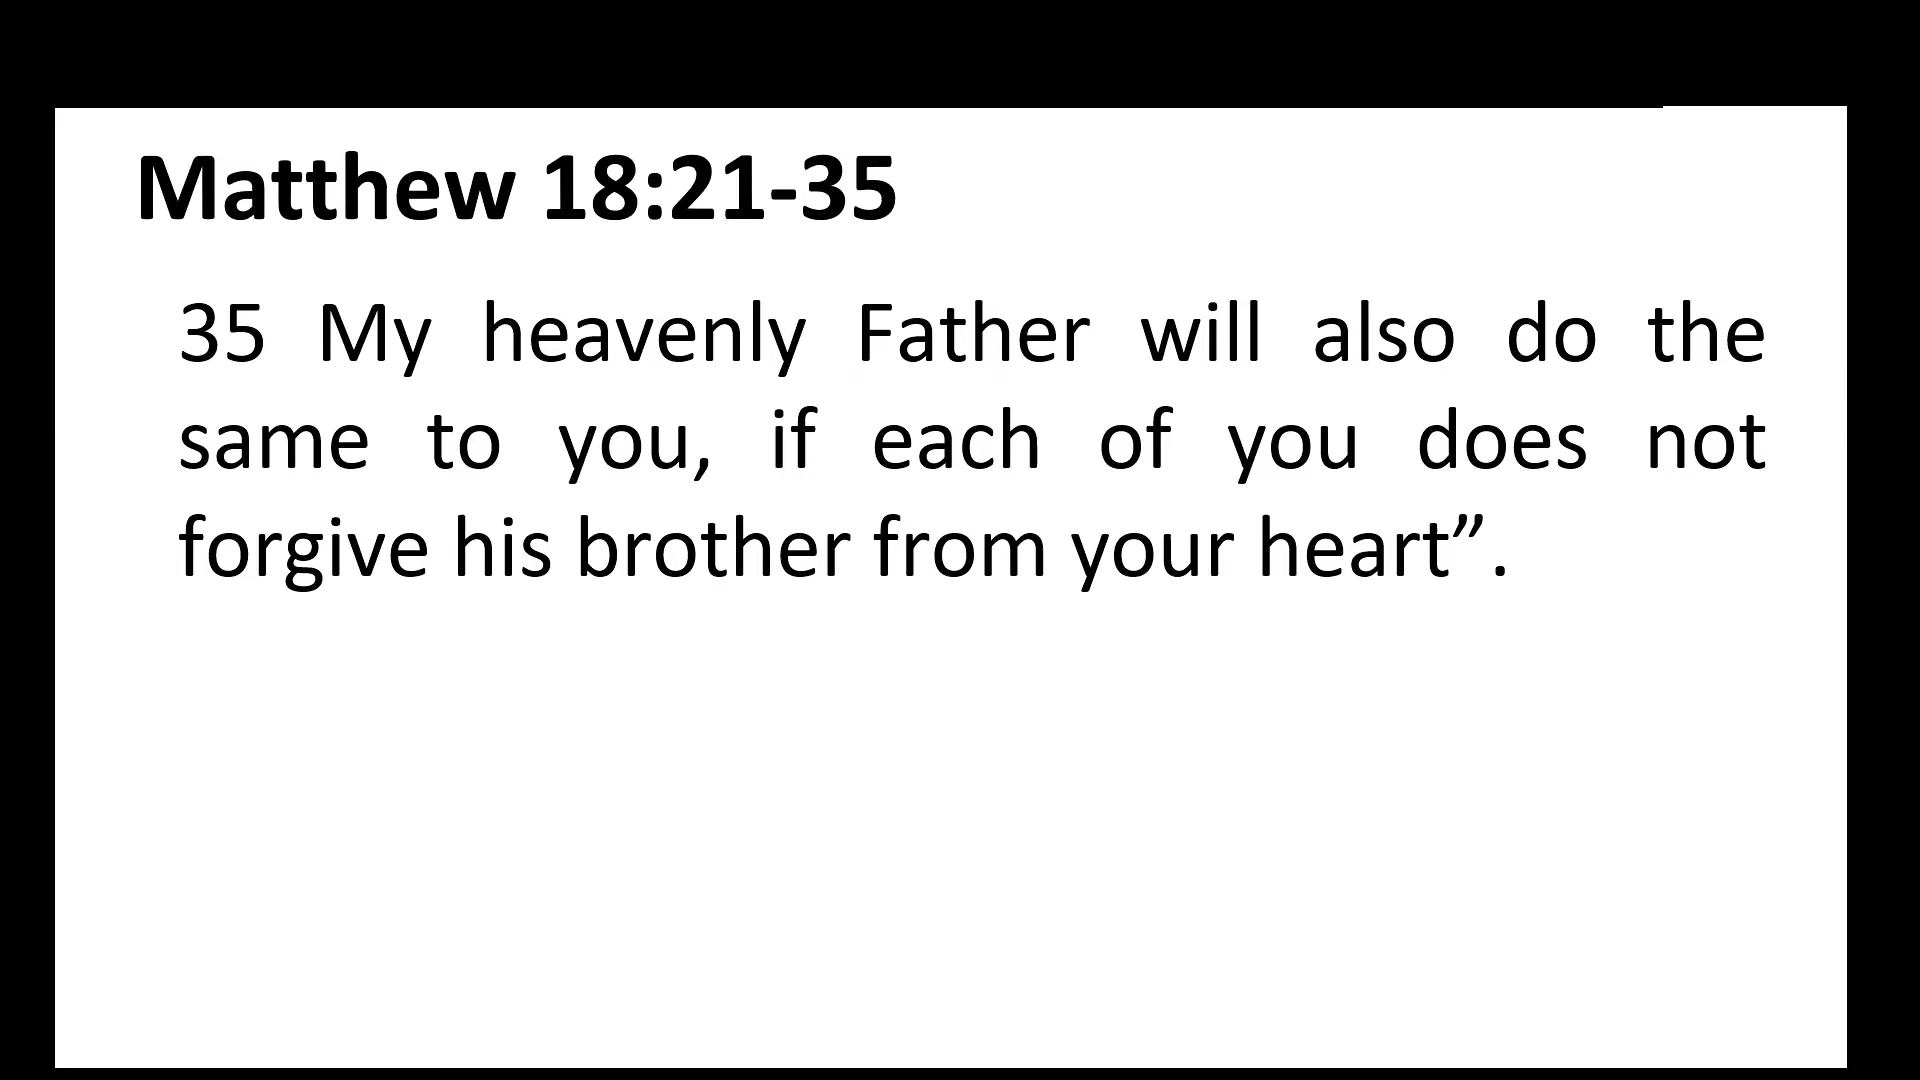 Matthew 18:21-35
35 My heavenly Father will also do the
same to you, if each of you does not
forgive his brother from your heart”.